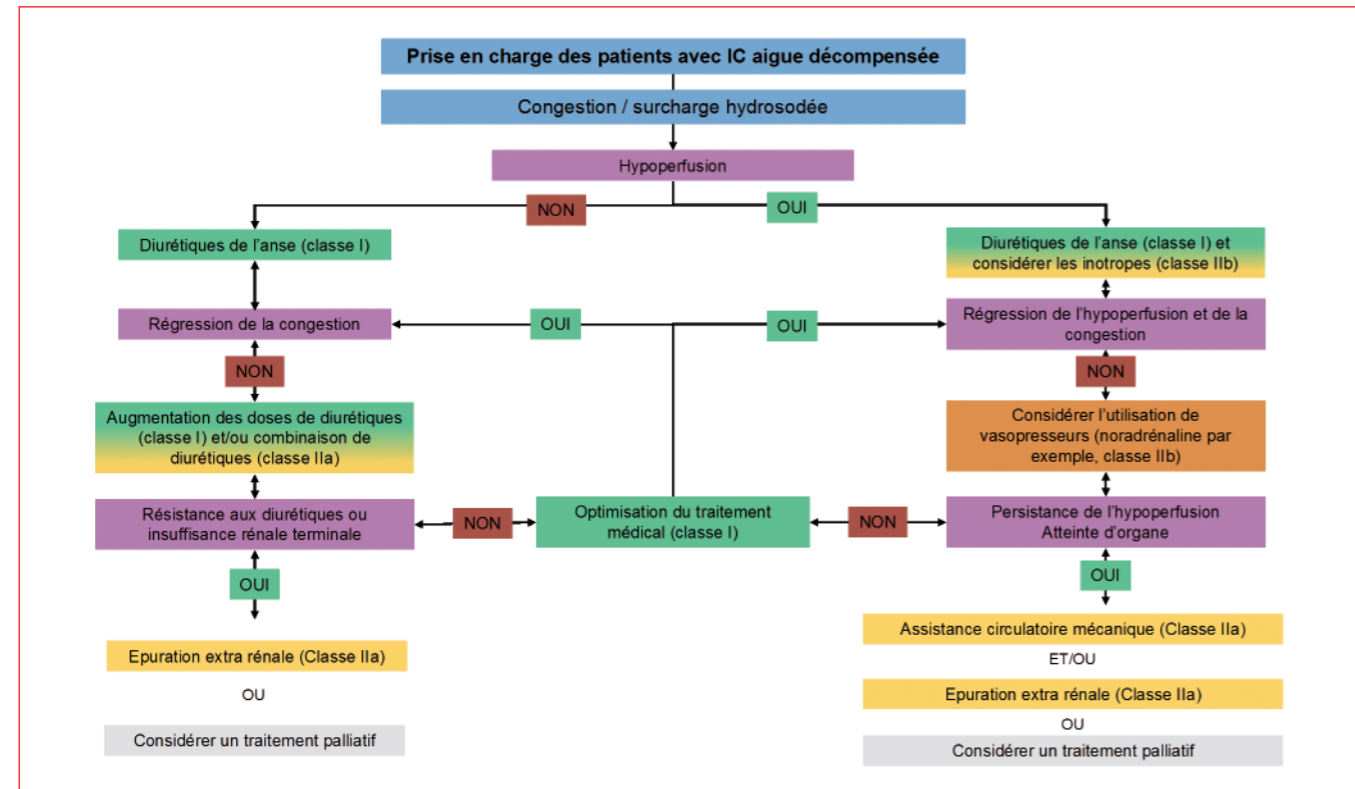 Prise en charge des patients avec IC aigue décompensée
Congestion / surcharge hydrosodée
Hypoperfusion
NON
OUI
Diurétiques de l'anse (classe I)
Diurétiques de l'anse (classe I) et
considérer les inotropes (classe IIb)
Régression de la congestion
OUI
OUI
Régression de l'hypoperfusion et de la
congestion
NON
NON
Augmentation des doses de diurétiques
(classe I) et/ou combinaison de
diurétiques (classe IIa)
Considérer l'utilisation de
vasopresseurs (noradrénaline par
exemple, classe IIb)
Résistance aux diurétiques ou
insuffisance rénale terminale
NON
Optimisation du traitement
médical (classe I)
NON
Persistance de l'hypoperfusion
Atteinte d'organe
OUI
OUI
Epuration extra rénale (Classe IIa)
OU
Considérer un traitement palliatif
Assistance circulatoire mécanique (Classe IIa)
ET/OU
Epuration extra rénale (Classe IIa)
OU
Considérer un traitement palliatif